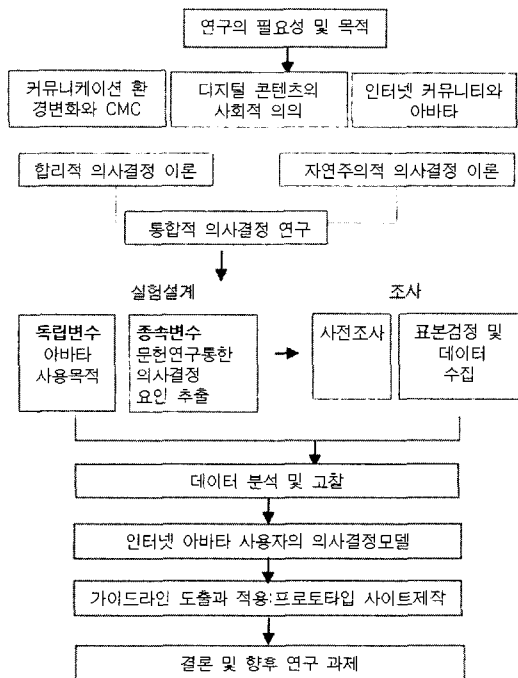 연구의 필요성 및 목적
커뮤니케이션 환
경변화와 CMC
디지털 콘텐츠의
사회적 의의
인터넷 커뮤니티와
아바타
합리적 의사결정 이론
자연주의적 의사결정 이론
통합적 의사결정 연구
실험설계
조사
독립변수
아바타
사용목적
종속변수
문헌연구통한
의사결정
요인 추출
사전조사
표본검정 및
데이터
수집
데이터 분석 및 고찰
인터넷 아바타 사용자의 의사결정모델
가이드라인 도출과 적용:프로토타입 사이트제작
결론 및 향후 연구 과제